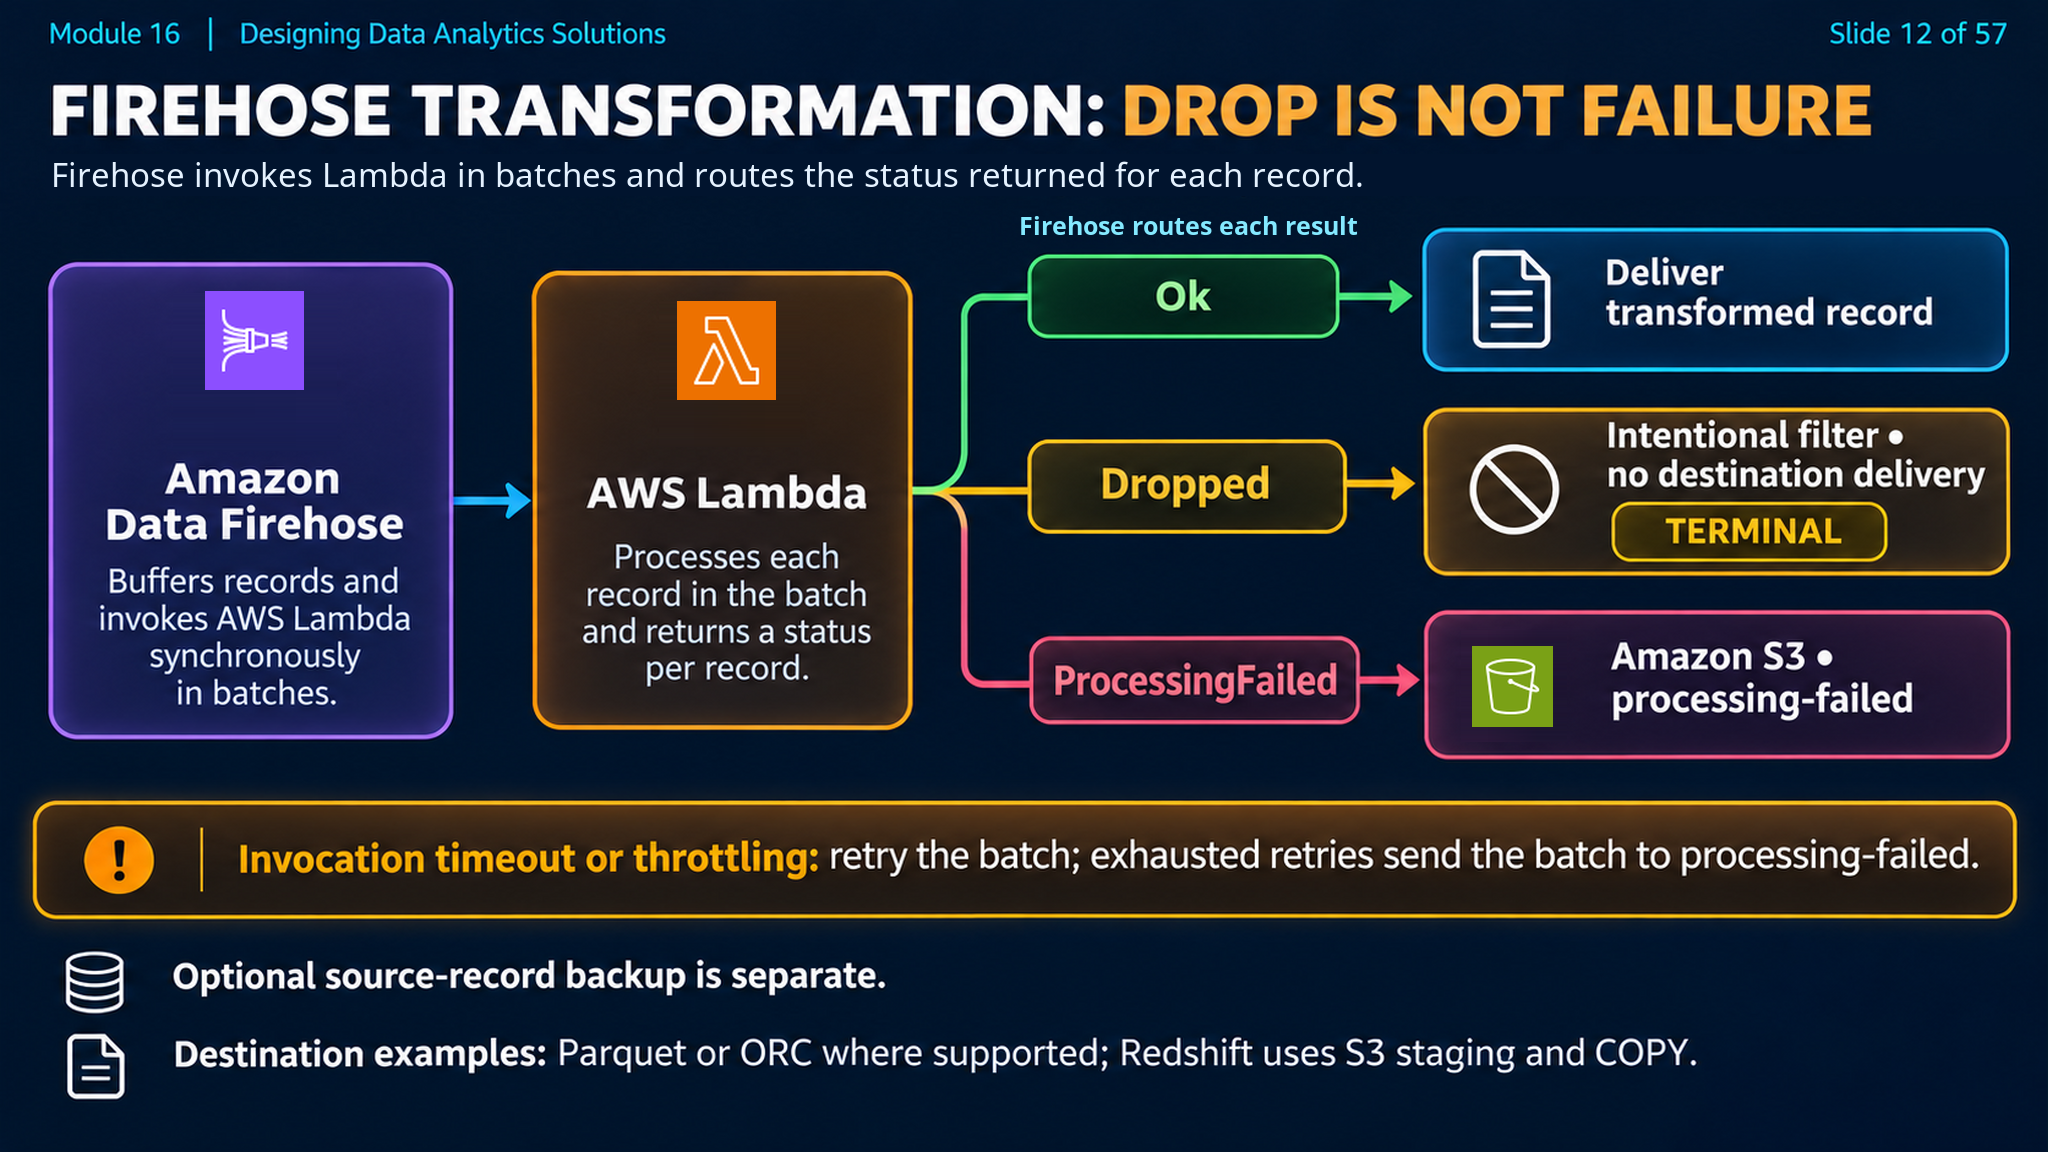 Module 16 | Designing Data Analytics Solutions
Slide 12 of 57
FIREHOSE TRANSFORMATION: DROP IS NOT FAILURE
Firehose invokes Lambda in batches and routes the status returned for each record.
Amazon
Data Firehose
Buffers records and
invokes AWS Lambda
synchronously
in batches.
AWS Lambda
Processes each
record in the batch
and returns a status
per record.
Firehose routes each result
Ok
Deliver
transformed record
Dropped
Intentional filter •
no destination delivery
TERMINAL
ProcessingFailed
Amazon S3 •
processing-failed
! Invocation timeout or throttling: retry the batch; exhausted retries send the batch to processing-failed.
Optional source-record backup is separate.
Destination examples: Parquet or ORC where supported; Redshift uses S3 staging and COPY.